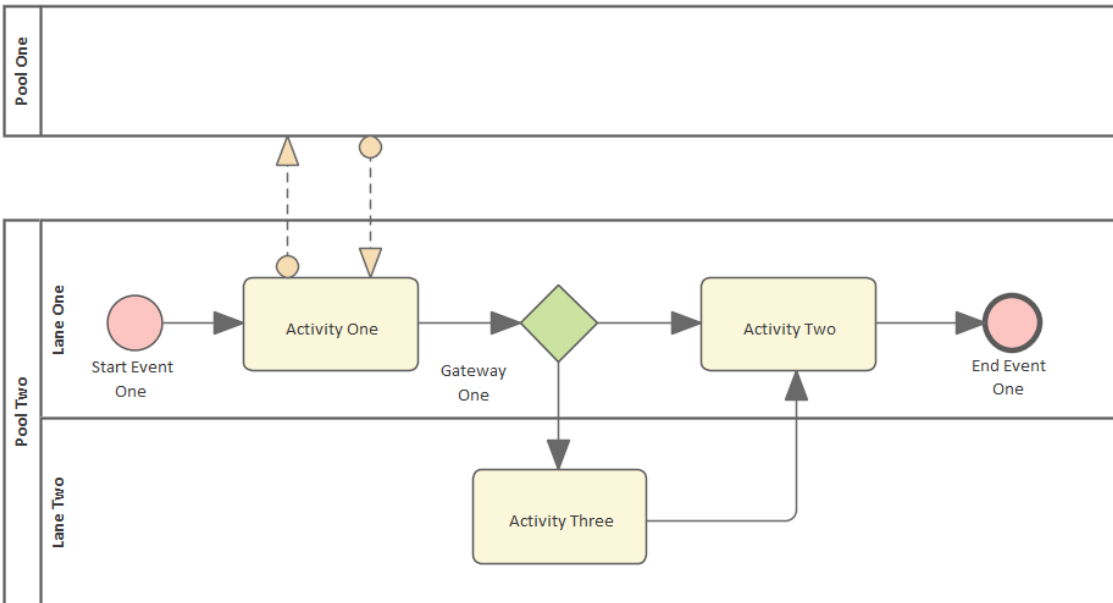 Pool One
Pool Two
Lane One
Start Event
One
Activity One
Gateway
One
Activity Two
End Event
One
Lane Two
Activity Three